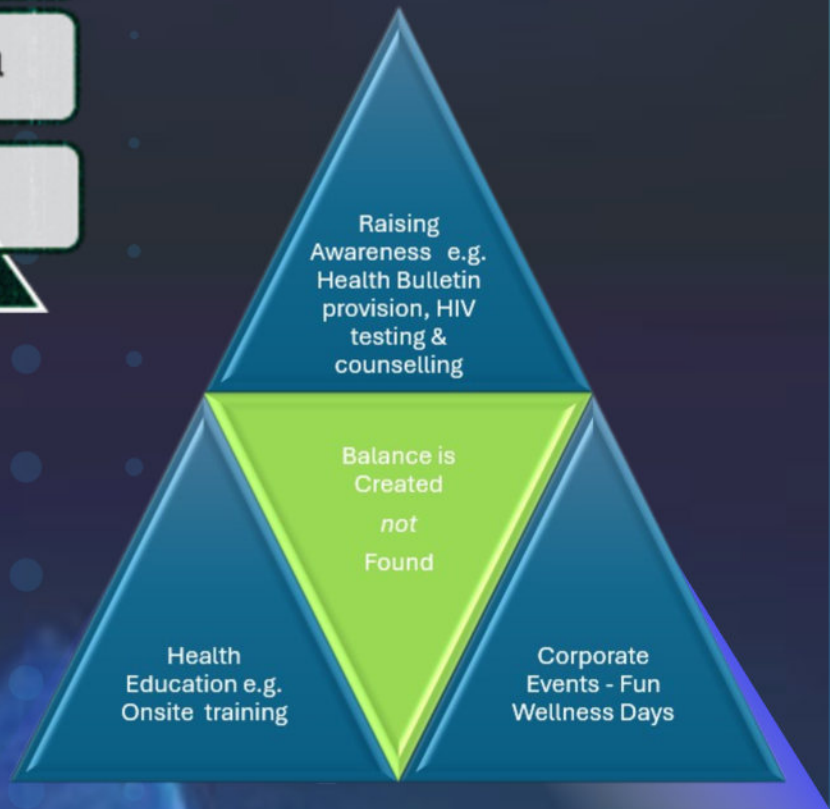 Raising
Awareness e.g.
Health Bulletin
provision, HIV
testing &
counselling
Balance is
Created
not
Found
Health
Education e.g.
Onsite training
Corporate
Events - Fun
Wellness Days